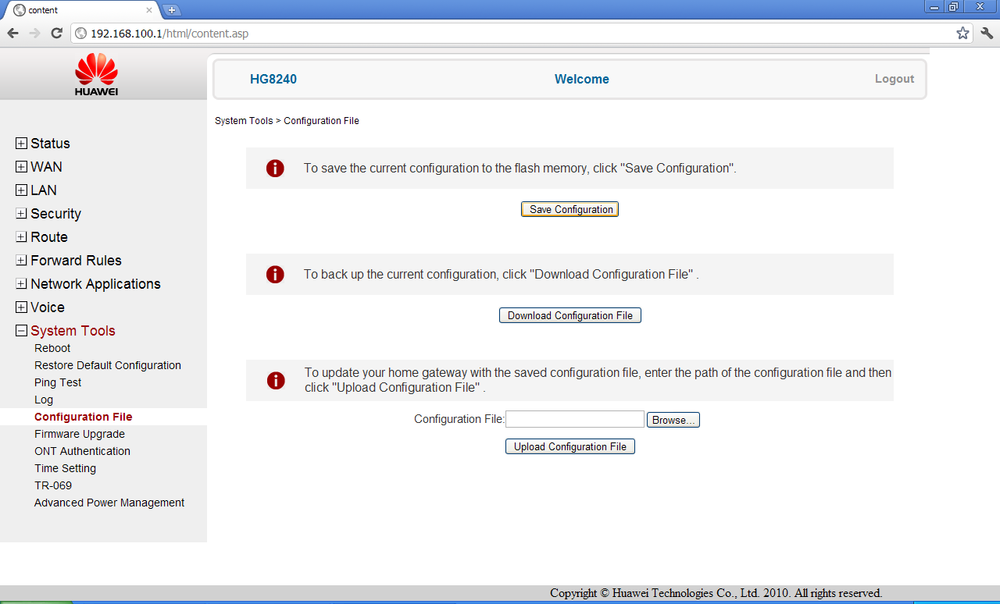 content
192.168.100.1/html/content.asp
HUAWEI
HG8240
Welcome
Logout
System Tools > Configuration File
Status
WAN
LAN
Security
Route
Forward Rules
Network Applications
Voice
System Tools
Reboot
Restore Default Configuration
Ping Test
Log
Configuration File
Firmware Upgrade
ONT Authentication
Time Setting
TR-069
Advanced Power Management
To save the current configuration to the flash memory, click "Save Configuration".
Save Configuration
To back up the current configuration, click "Download Configuration File" .
Download Configuration File
To update your home gateway with the saved configuration file, enter the path of the configuration file and then
click "Upload Configuration File" .
Configuration File:
Browse...
Upload Configuration File
Copyright © Huawei Technologies Co., Ltd. 2010. All rights reserved.